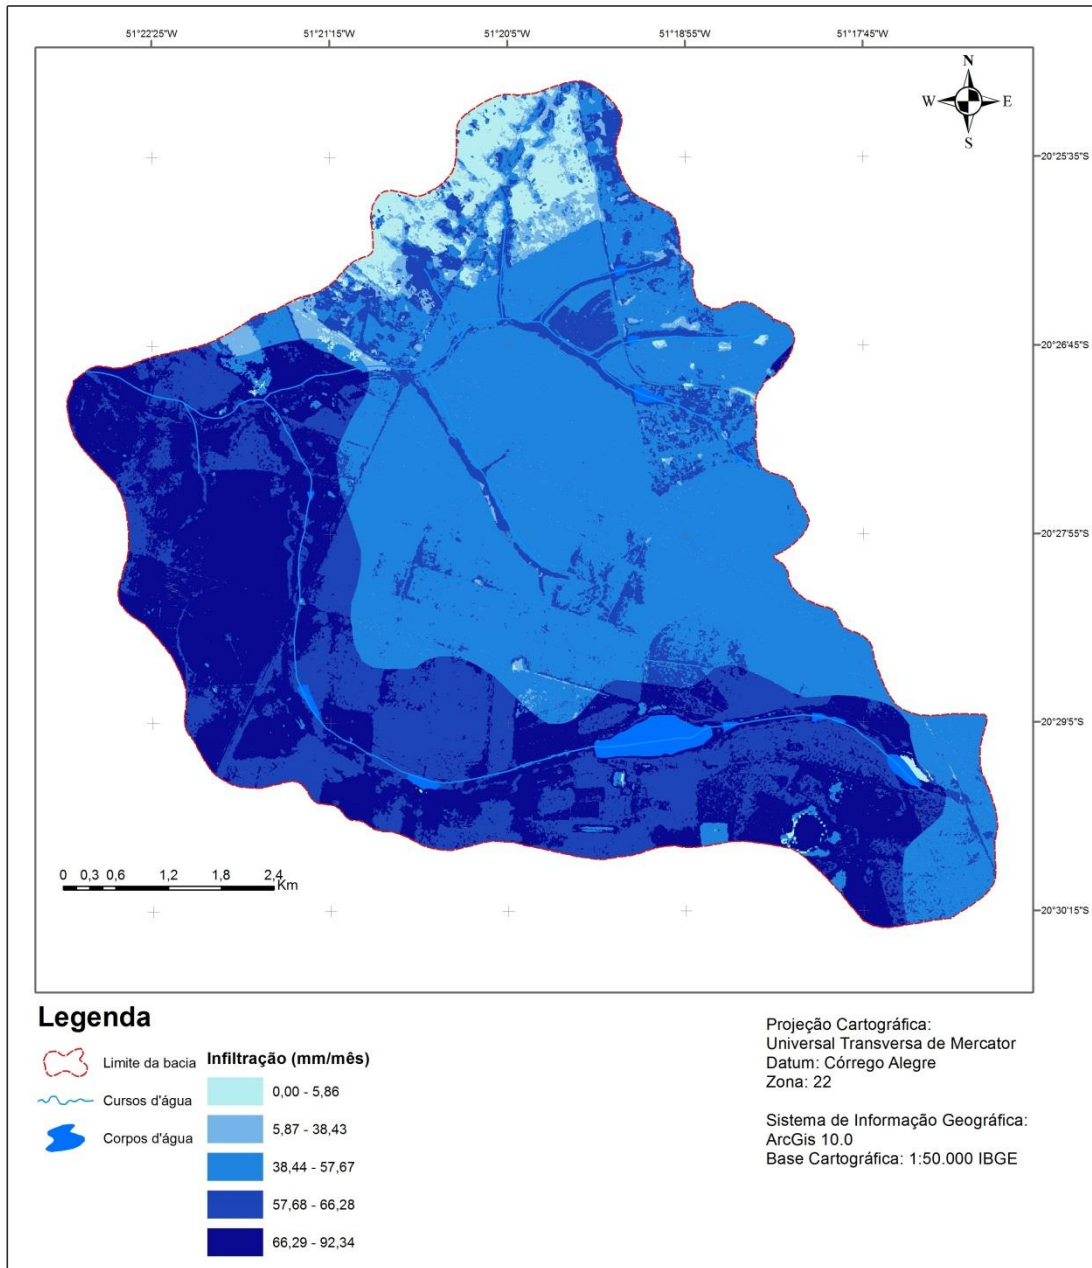 51°22'25"W 51°21'15"W 51°20'5"W 51°18'55"W 51°17'45"W
N
W E
S
20°25'35"S
20°26'45"S
20°27'55"S
20°29'5"S
20°30'15"S
0 0,3 0,6 1,2 1,8 2,4
Km
Legenda
Limite da bacia
Cursos d'água
Corpos d'água
Infiltração (mm/mês)
0,00 - 5,86
5,87 - 38,43
38,44 - 57,67
57,68 - 66,28
66,29 - 92,34
Projeção Cartográfica:
Universal Transversa de Mercator
Datum: Córrego Alegre
Zona: 22
Sistema de Informação Geográfica:
ArcGis 10.0
Base Cartográfica: 1:50.000 IBGE